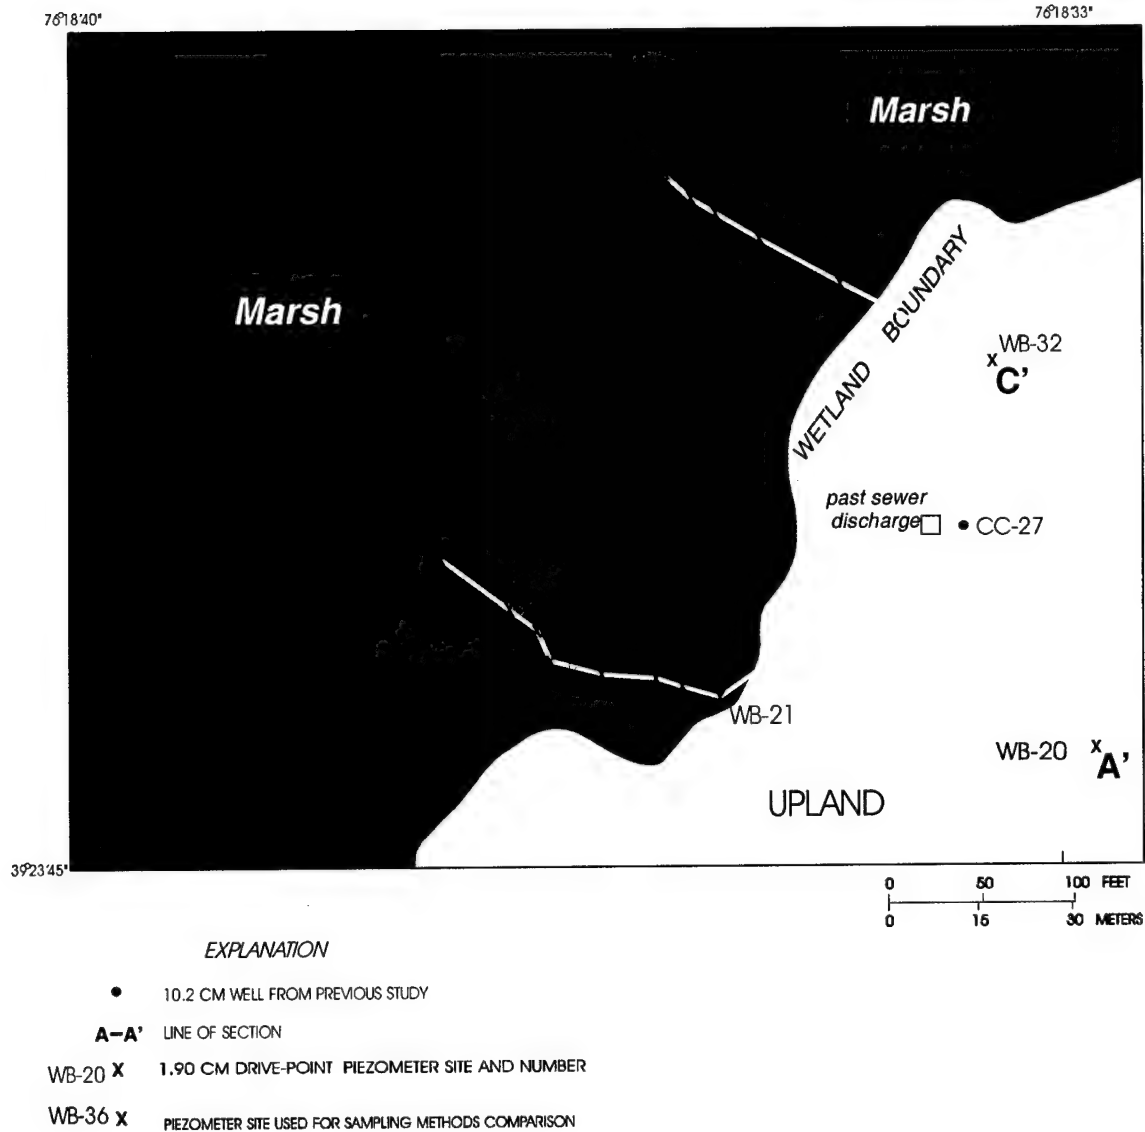 76°18'40"
76°18'33"
Marsh
Marsh
WETLAND BOUNDARY
WB-32
C'
past sewer
discharge
CC-27
WB-21
WB-20
A'
UPLAND
39°23'45"
0 50 100 FEET
0 15 30 METERS
EXPLANATION
10.2 CM WELL FROM PREVIOUS STUDY
A–A' LINE OF SECTION
WB-20 X 1.90 CM DRIVE-POINT PIEZOMETER SITE AND NUMBER
WB-36 X PIEZOMETER SITE USED FOR SAMPLING METHODS COMPARISON